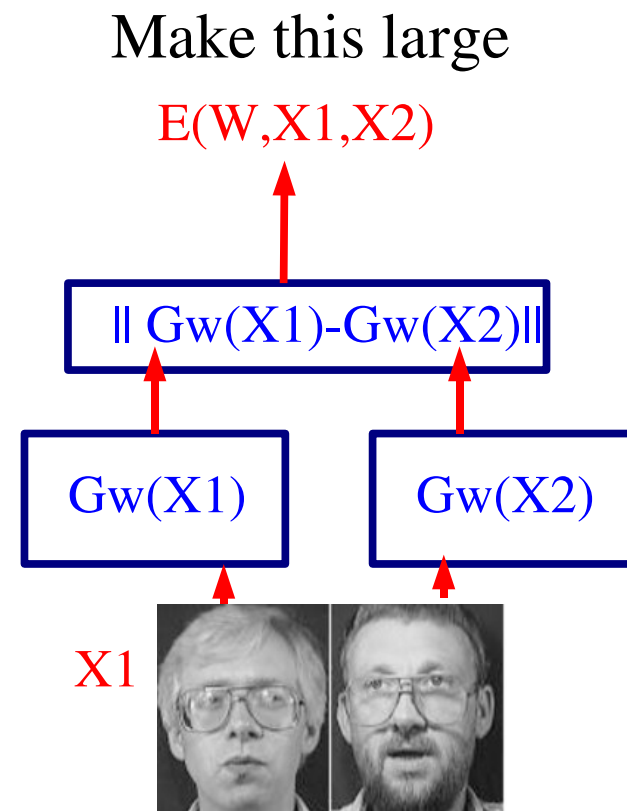 Make this large
E(W,X1,X2)
|| Gw(X1)-Gw(X2)||
Gw(X1)
Gw(X2)
X1